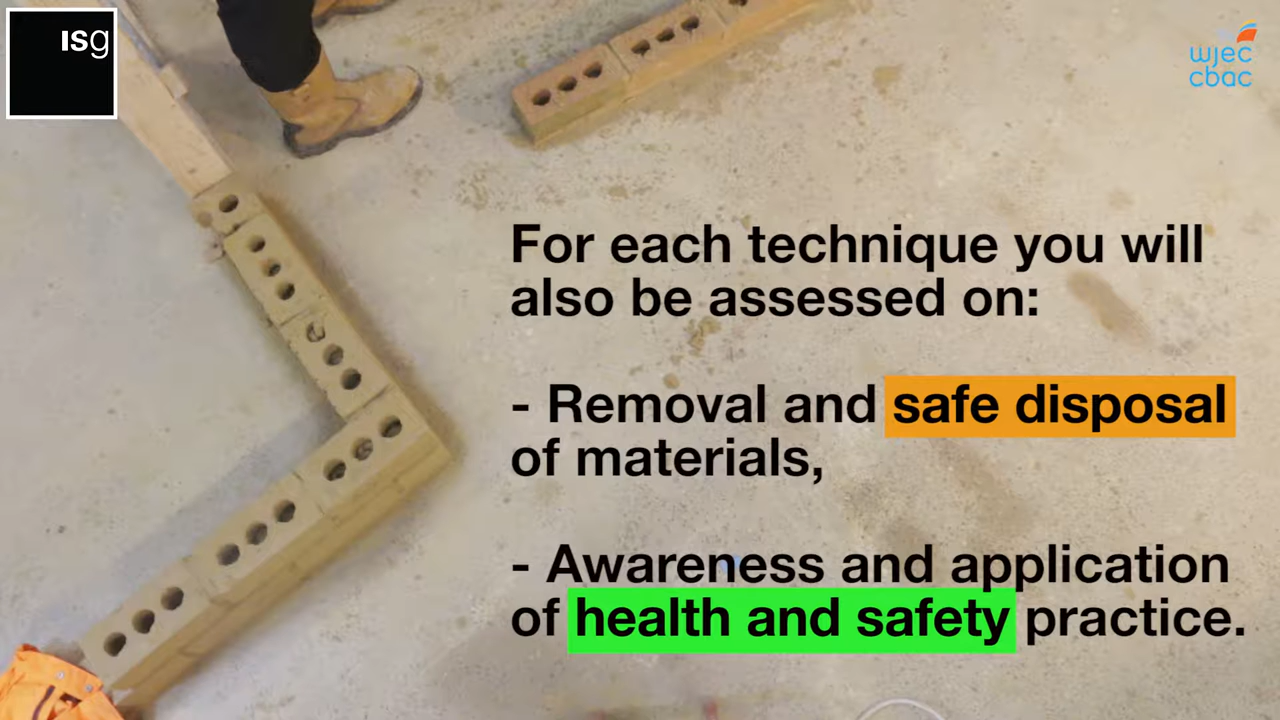 ISg
wjec
cbac
For each technique you will
also be assessed on:
- Removal and safe disposal
of materials,
- Awareness and application
of health and safety practice.